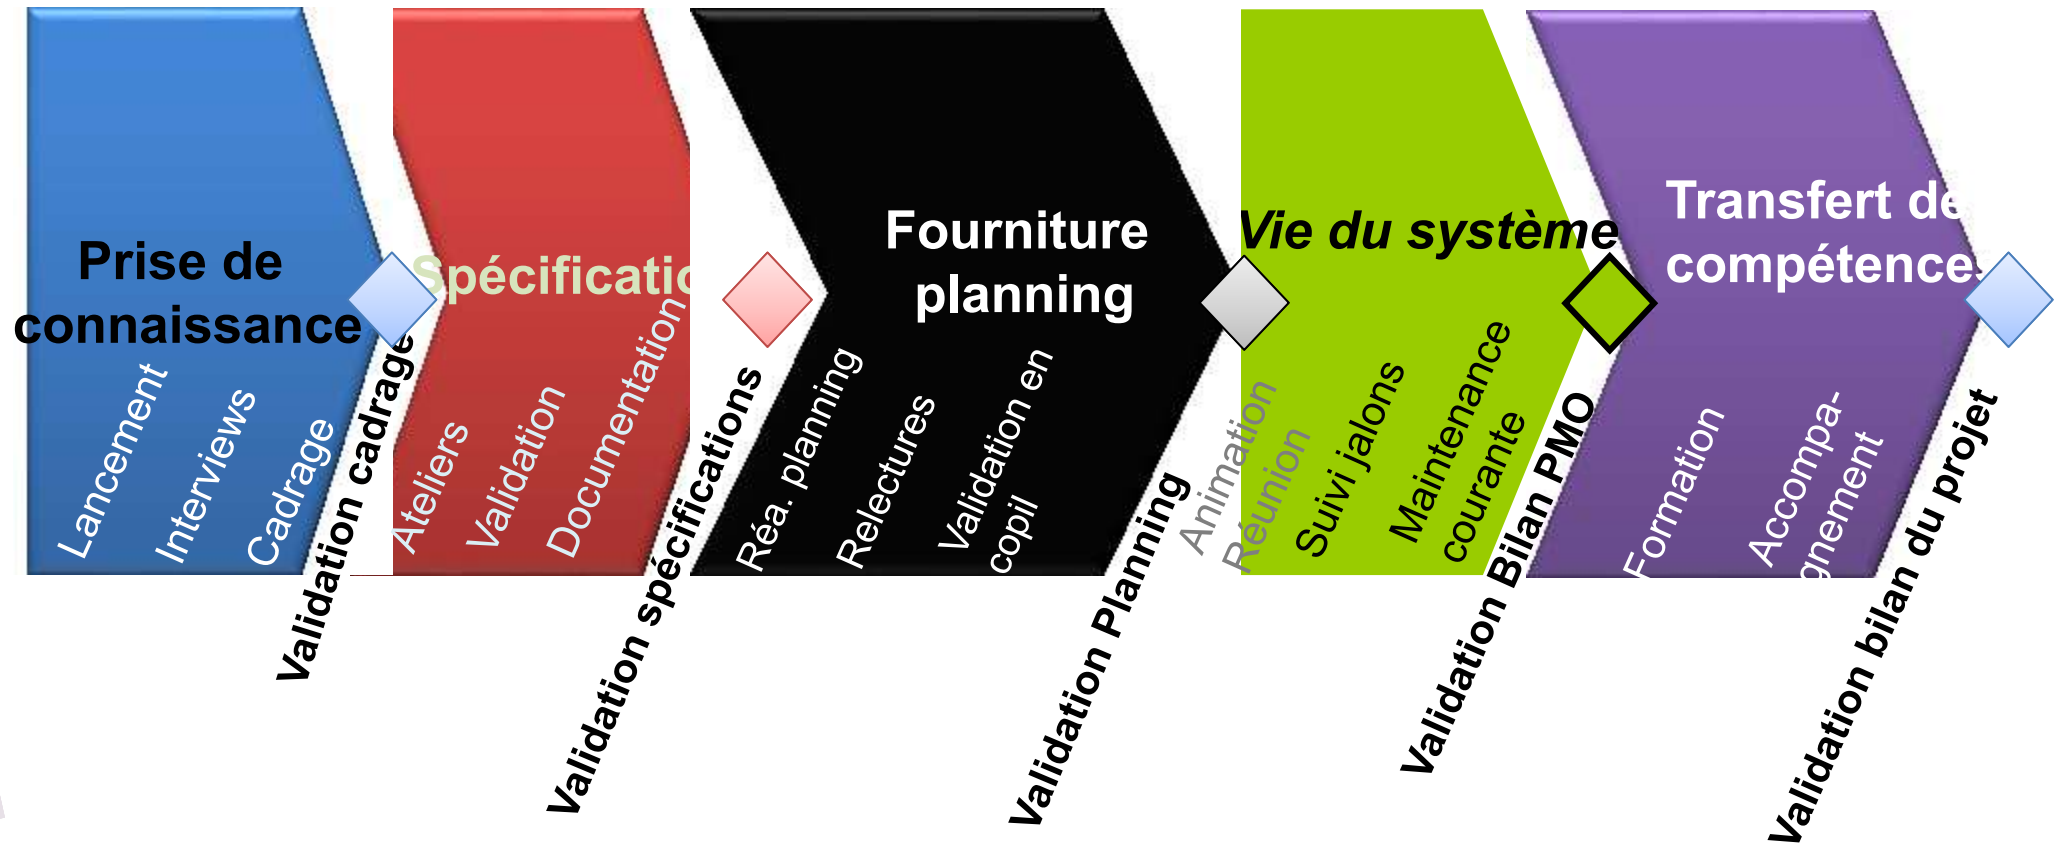 Prise de
connaissance
Lancement
Interviews
Cadrage
Validation cadrage
Spécificatio
Ateliers
Validation
Documentation
Validation spécifications
Fourniture
planning
Réa. planning
Relectures
Validation en
copil
Validation Planning
Vie du système
Animation
Réunion
Suivi jalons
Maintenance
courante
Validation Bilan PMO
Transfert de
compétences
Formation
Accompa-
gnement
Validation bilan du projet